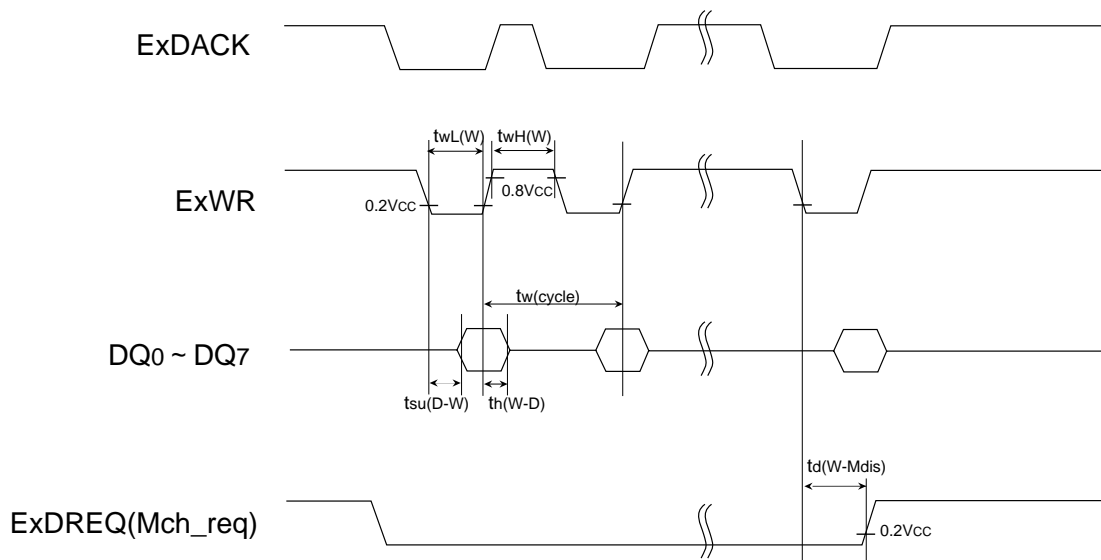 ExDACK
twL(W) twH(W)
ExWR
0.2VCC
0.8VCC
tw(cycle)
DQ0 ~ DQ7
tsu(D-W) th(W-D)
td(W-Mdis)
ExDREQ(Mch_req)
0.2VCC